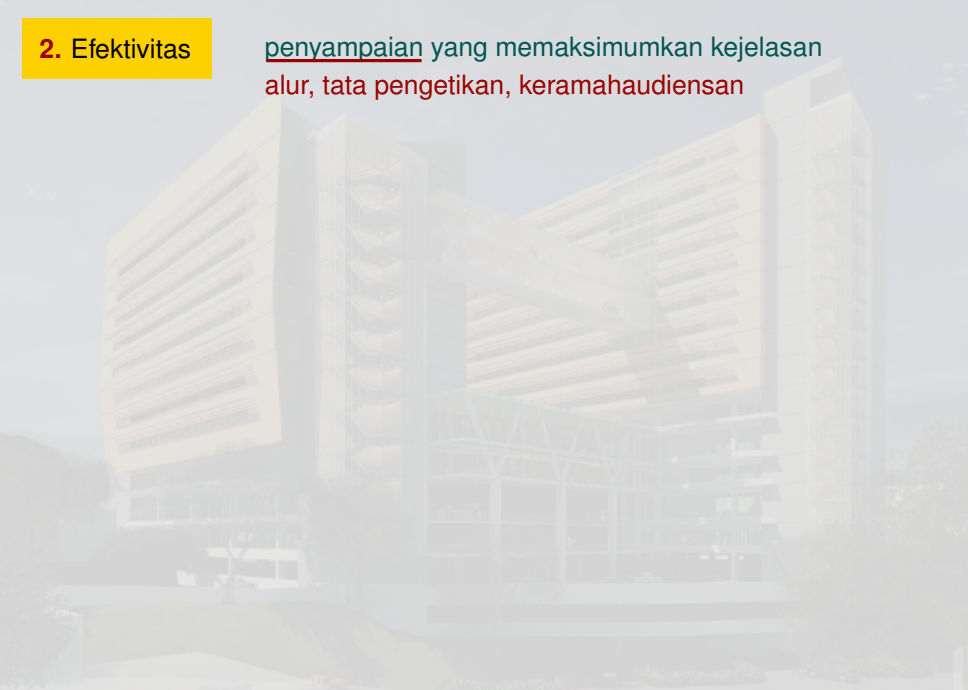 2. Efektivitas
penyampaian yang memaksimumkan kejelasan
alur, tata pengetikan, keramahaudiensan